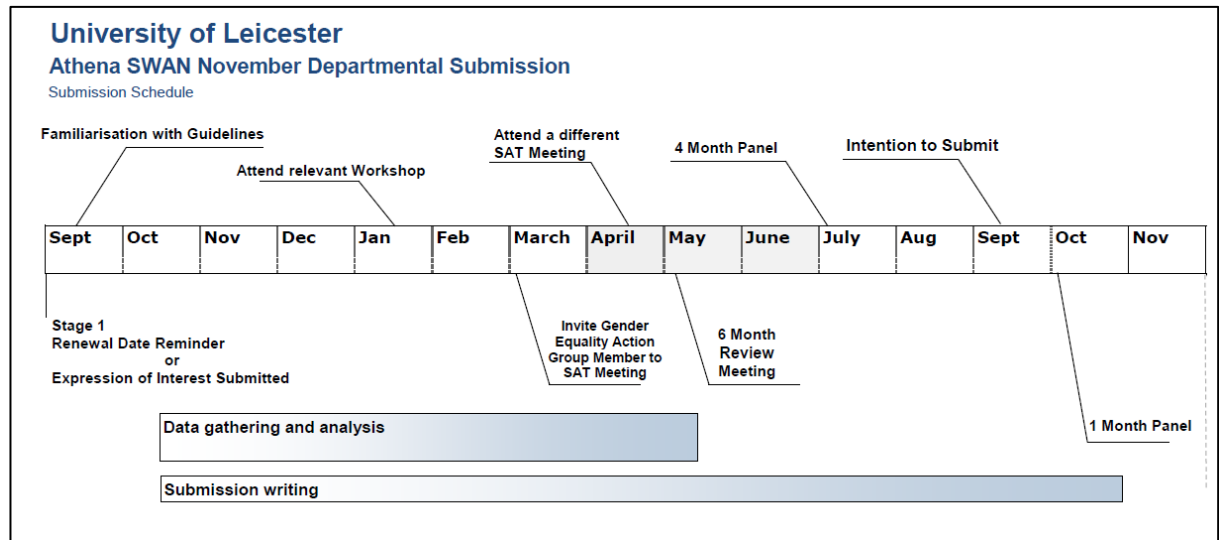 University of Leicester
Athena SWAN November Departmental Submission
Submission Schedule
Familiarisation with Guidelines
Attend relevant Workshop
Attend a different
SAT Meeting
4 Month Panel
Intention to Submit
Sept Oct Nov Dec Jan Feb March April May June July Aug Sept Oct Nov
Stage 1
Renewal Date Reminder
or
Expression of Interest Submitted
Invite Gender
Equality Action
Group Member to
SAT Meeting
6 Month
Review
Meeting
1 Month Panel
Data gathering and analysis
Submission writing